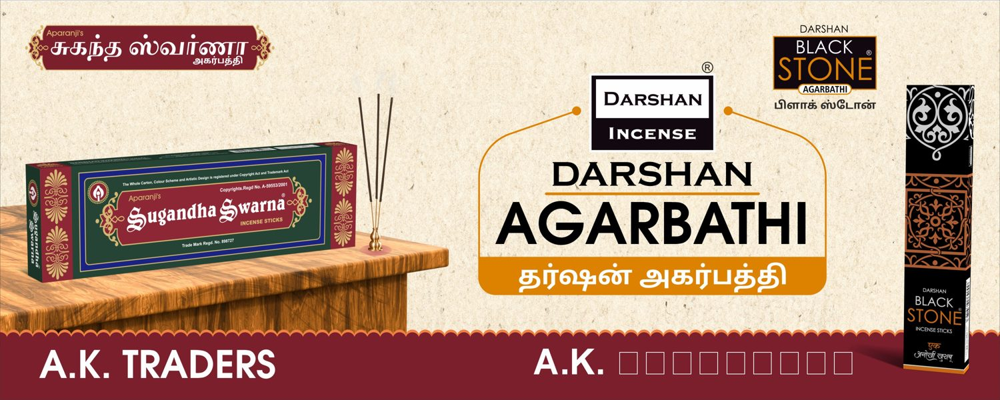 Aparanji's
சுகந்த ஸ்வர்ணா
அகர்பத்தி
The Whole Carton, Colour Scheme and Artistic Design is registered under Copyright Act and Trademark Act
Copyrights.Regd No. A-59553/2001
Aparanji's
Sugandha Swarna®
INCENSE STICKS
Trade Mark Regd. No. 898727
Sugandha
Swarna
®
DARSHAN
INCENSE
DARSHAN
AGARBATHI
தர்ஷன் அகர்பத்தி
DARSHAN
BLACK
STONE®
AGARBATHI
பிளாக் ஸ்டோன்
DARSHAN
BLACK
STONE®
INCENSE STICKS
एक
अनोखी खुशबू
A.K. TRADERS
A.K. □□□□□□□□□